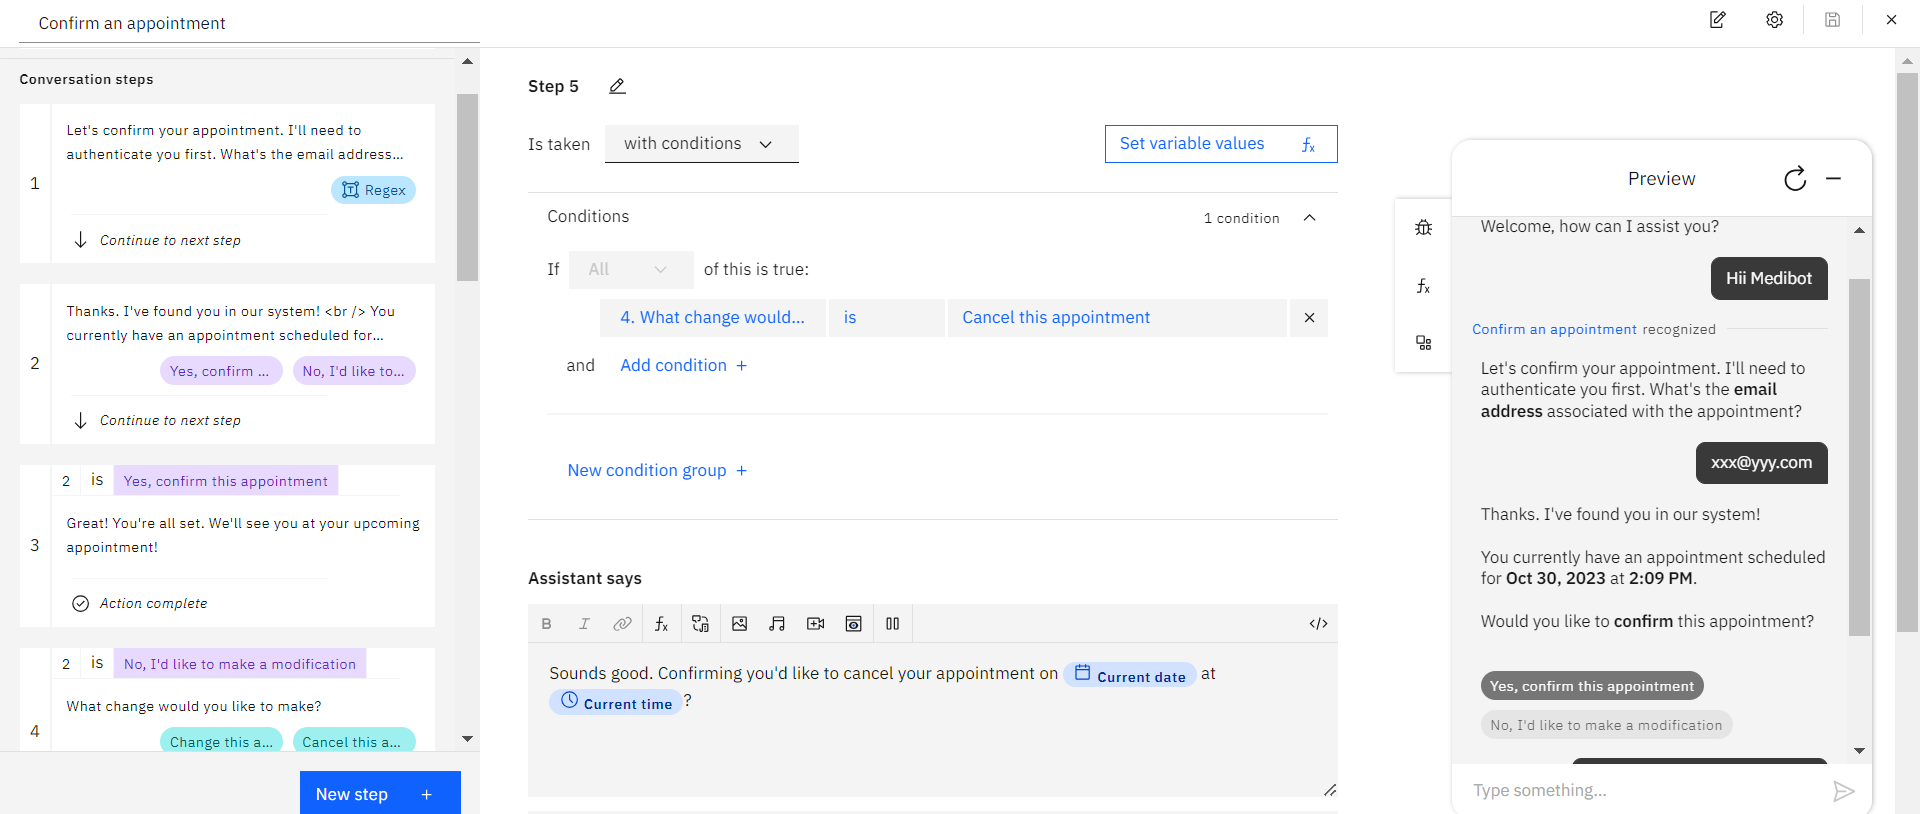 Confirm an appointment
Conversation steps
1
Let's confirm your appointment. I'll need to
authenticate you first. What's the email address...
Regex
Continue to next step
2
Thanks. I've found you in our system! <br /> You
currently have an appointment scheduled for...
Yes, confirm ...
No, I'd like to...
Continue to next step
3
2 is Yes, confirm this appointment
Great! You're all set. We'll see you at your upcoming
appointment!
Action complete
4
2 is No, I'd like to make a modification
What change would you like to make?
Change this a...
Cancel this a...
New step +
Step 5
Is taken with conditions
Set variable values fx
Conditions
1 condition
If All of this is true:
4. What change would... is Cancel this appointment
and Add condition +
New condition group +
Assistant says
B I fx </>
Sounds good. Confirming you'd like to cancel your appointment on Current date at
Current time ?
fx
Preview
Welcome, how can I assist you?
Hii Medibot
Confirm an appointment recognized
Let's confirm your appointment. I'll need to
authenticate you first. What's the email
address associated with the appointment?
xxx@yyy.com
Thanks. I've found you in our system!
You currently have an appointment scheduled
for Oct 30, 2023 at 2:09 PM.
Would you like to confirm this appointment?
Yes, confirm this appointment
No, I'd like to make a modification
Type something...